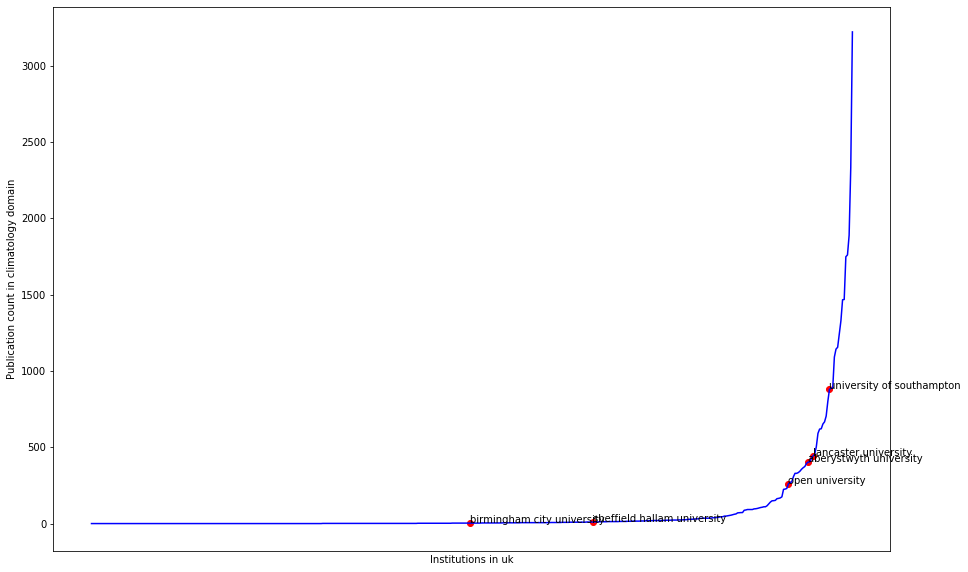 3000
2500
2000
1500
1000
500
0
Publication count in climatology domain
university of southampton
lancaster university
aberystwyth university
open university
birmingham city university
sheffield hallam university
Institutions in uk